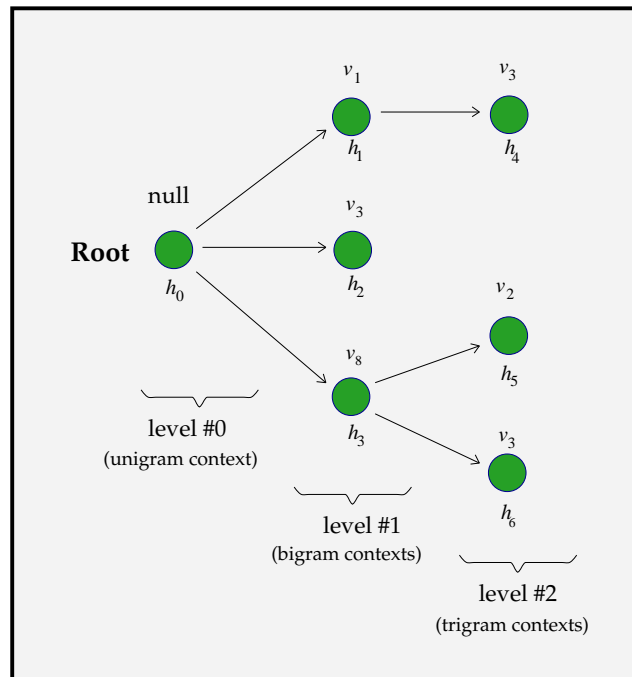 v1
v3
h1
h4
null
v3
Root
h0
h2
v2
v8
h5
level #0
(unigram context)
h3
v3
level #1
(bigram contexts)
h6
level #2
(trigram contexts)